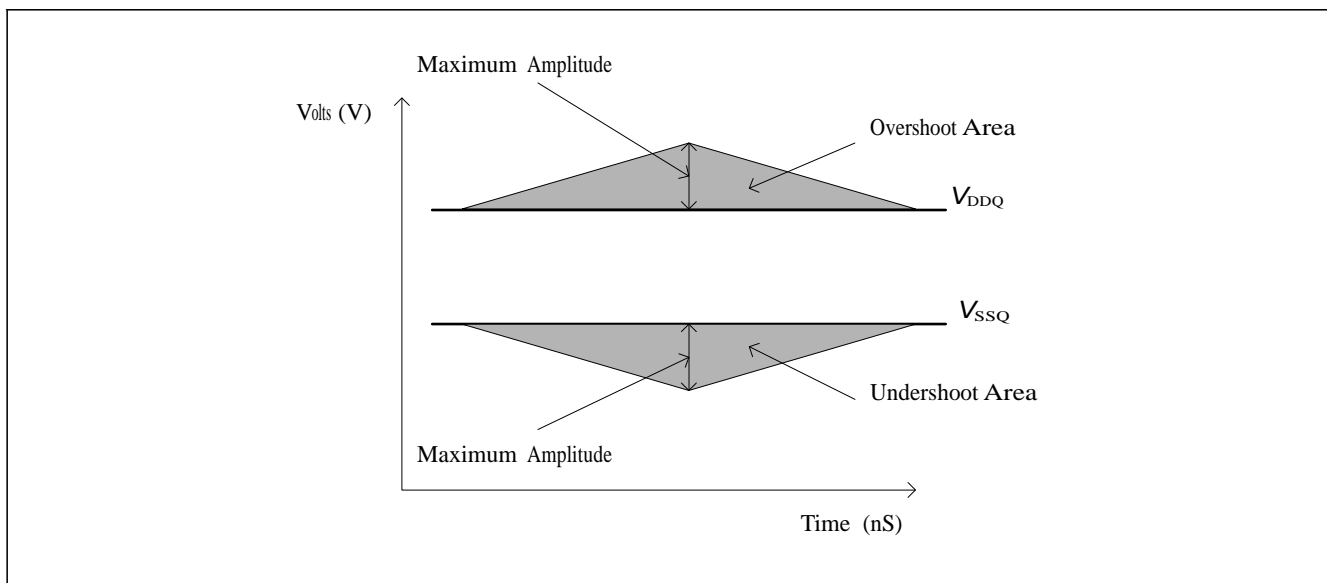 Maximum Amplitude
Volts (V)
Overshoot Area
VDDQ
VSSQ
Undershoot Area
Maximum Amplitude
Time (nS)